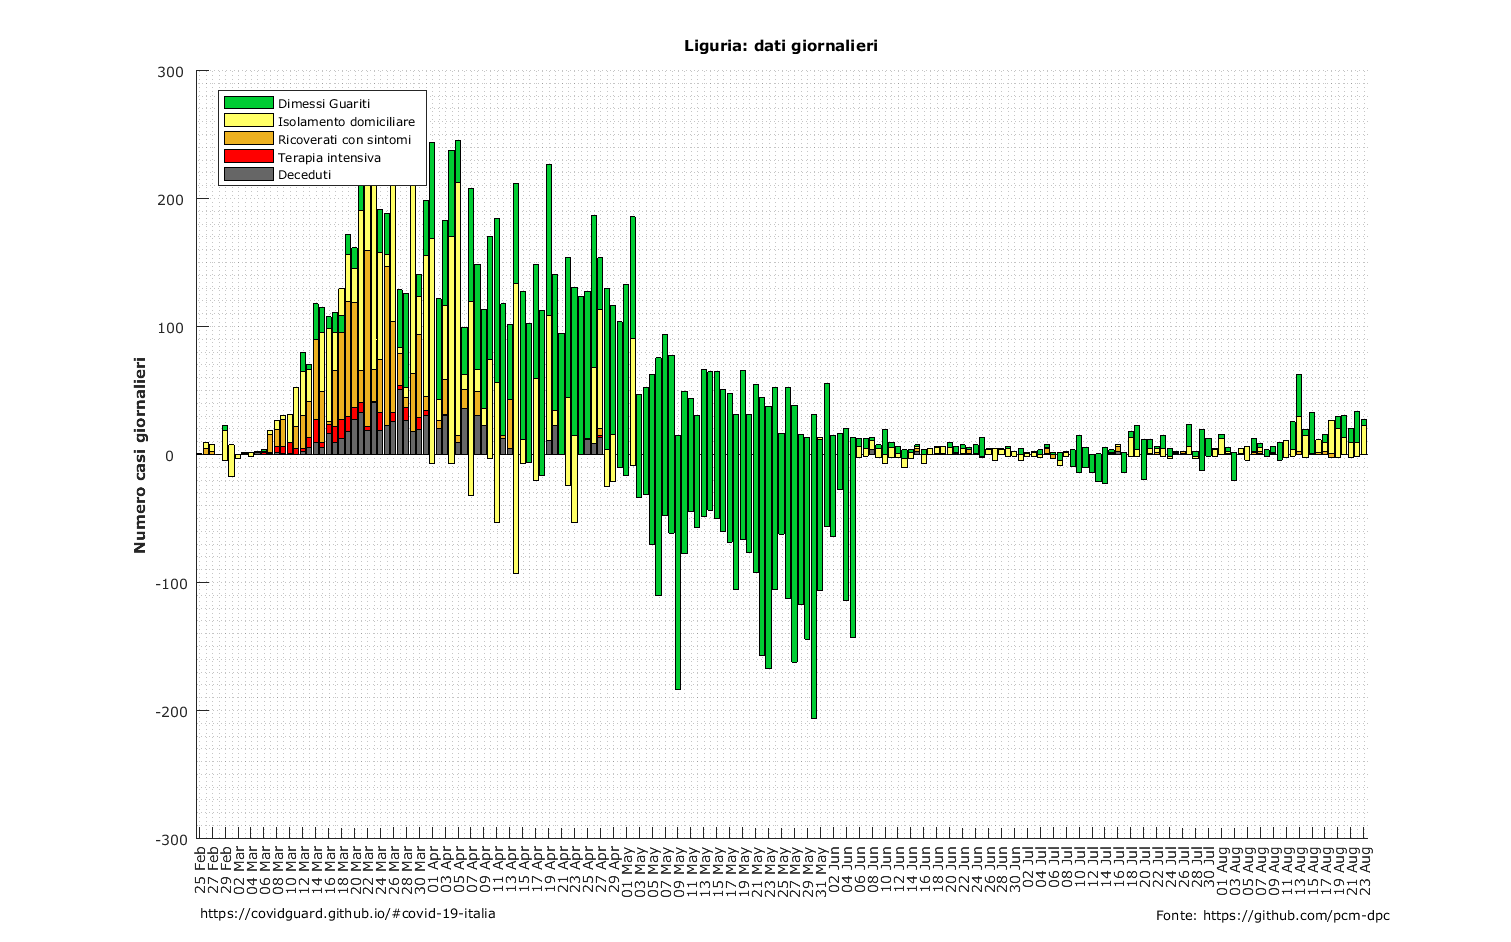 Liguria: dati giornalieri
300
200
100
0
-100
-200
-300
Numero casi giornalieri
Dimessi Guariti
Isolamento domiciliare
Ricoverati con sintomi
Terapia intensiva
Deceduti
25 Feb
27 Feb
29 Feb
02 Mar
04 Mar
06 Mar
08 Mar
10 Mar
12 Mar
14 Mar
16 Mar
18 Mar
20 Mar
22 Mar
24 Mar
26 Mar
28 Mar
30 Mar
01 Apr
03 Apr
05 Apr
07 Apr
09 Apr
11 Apr
13 Apr
15 Apr
17 Apr
19 Apr
21 Apr
23 Apr
25 Apr
27 Apr
29 Apr
01 May
03 May
05 May
07 May
09 May
11 May
13 May
15 May
17 May
19 May
21 May
23 May
25 May
27 May
29 May
31 May
02 Jun
04 Jun
06 Jun
08 Jun
10 Jun
12 Jun
14 Jun
16 Jun
18 Jun
20 Jun
22 Jun
24 Jun
26 Jun
28 Jun
30 Jun
02 Jul
04 Jul
06 Jul
08 Jul
10 Jul
12 Jul
14 Jul
16 Jul
18 Jul
20 Jul
22 Jul
24 Jul
26 Jul
28 Jul
30 Jul
01 Aug
03 Aug
05 Aug
07 Aug
09 Aug
11 Aug
13 Aug
15 Aug
17 Aug
19 Aug
21 Aug
23 Aug
https://covidguard.github.io/#covid-19-italia
Fonte: https://github.com/pcm-dpc